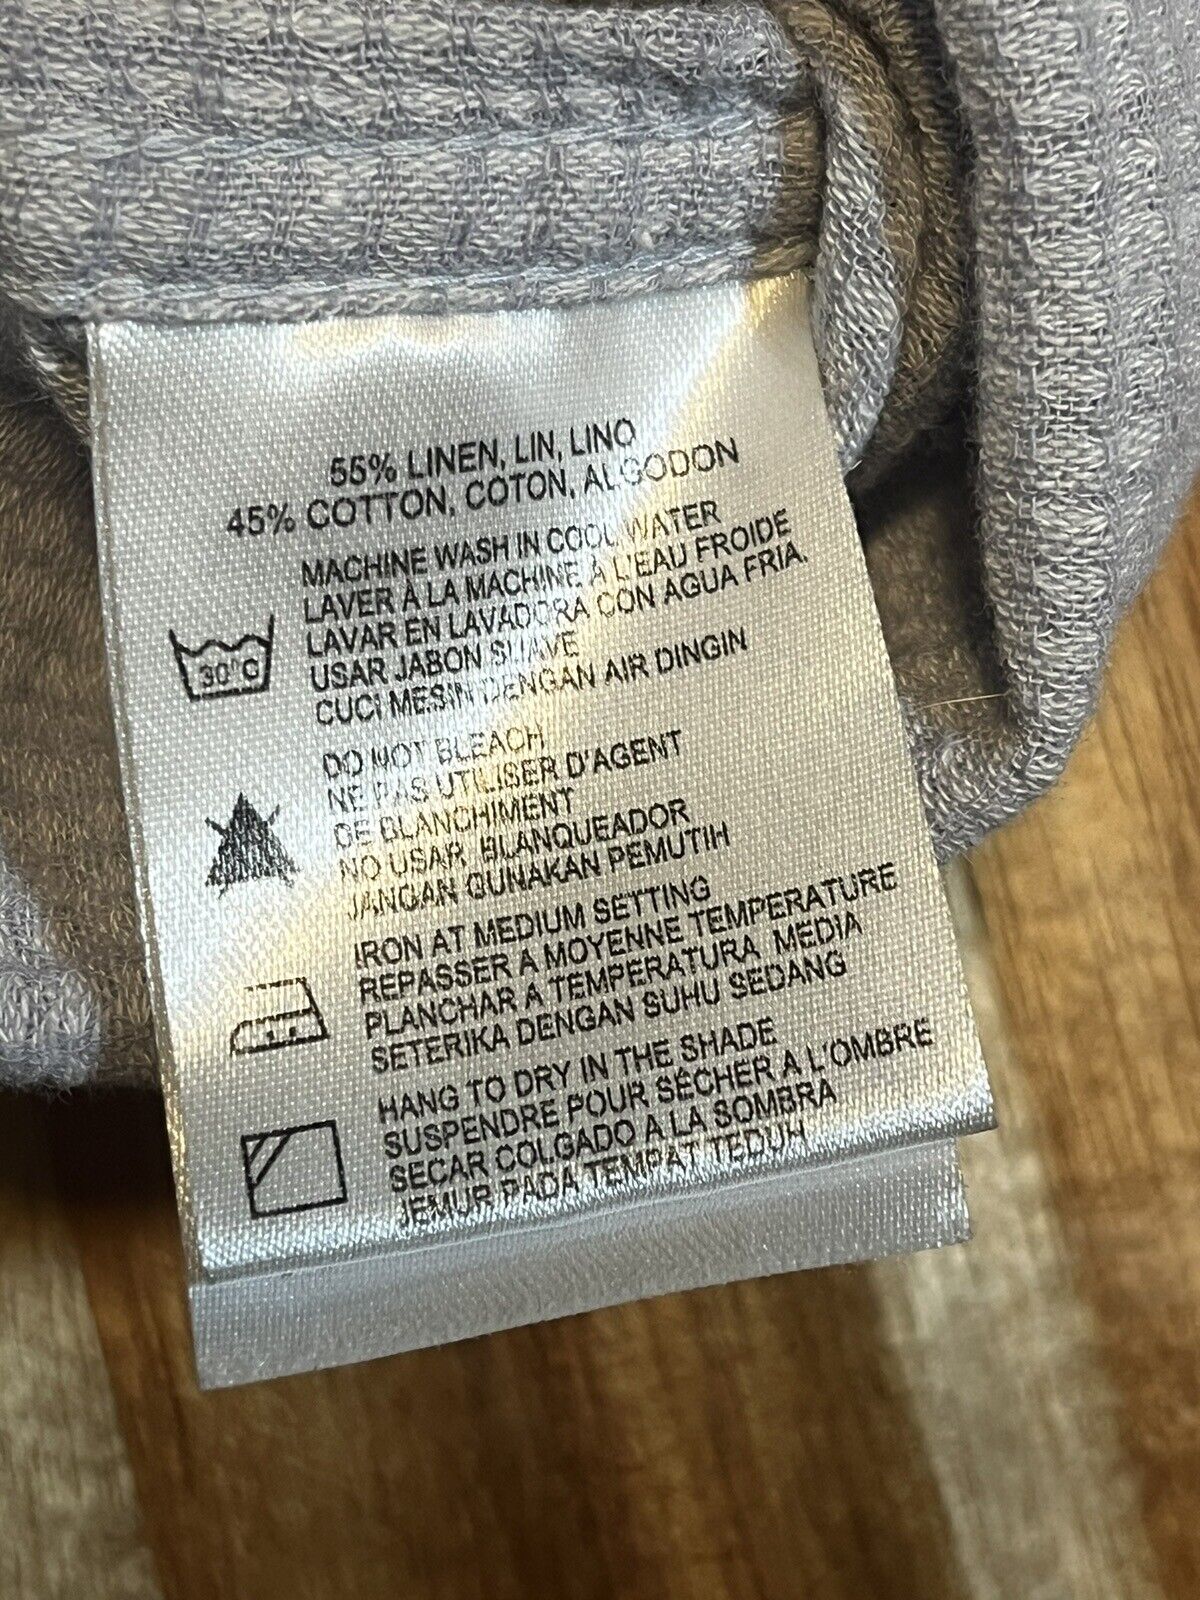 55% LINEN, LIN, LINO
45% COTTON, COTON, ALGODON
MACHINE WASH IN COOL WATER
LAVER À LA MACHINE À L'EAU FROIDE
LAVAR EN LAVADORA CON AGUA FRIA.
USAR JABON SUAVE
CUCI MESIN DENGAN AIR DINGIN
30°C
DO NOT BLEACH
NE PAS UTILISER D'AGENT
DE BLANCHIMENT
NO USAR BLANQUEADOR
JANGAN GUNAKAN PEMUTIH
IRON AT MEDIUM SETTING
REPASSER À MOYENNE TEMPERATURE
PLANCHAR A TEMPERATURA MEDIA
SETERIKA DENGAN SUHU SEDANG
HANG TO DRY IN THE SHADE
SUSPENDRE POUR SÉCHER A L'OMBRE
SECAR COLGADO A LA SOMBRA
JEMUR PADA TEMPAT TEDUH